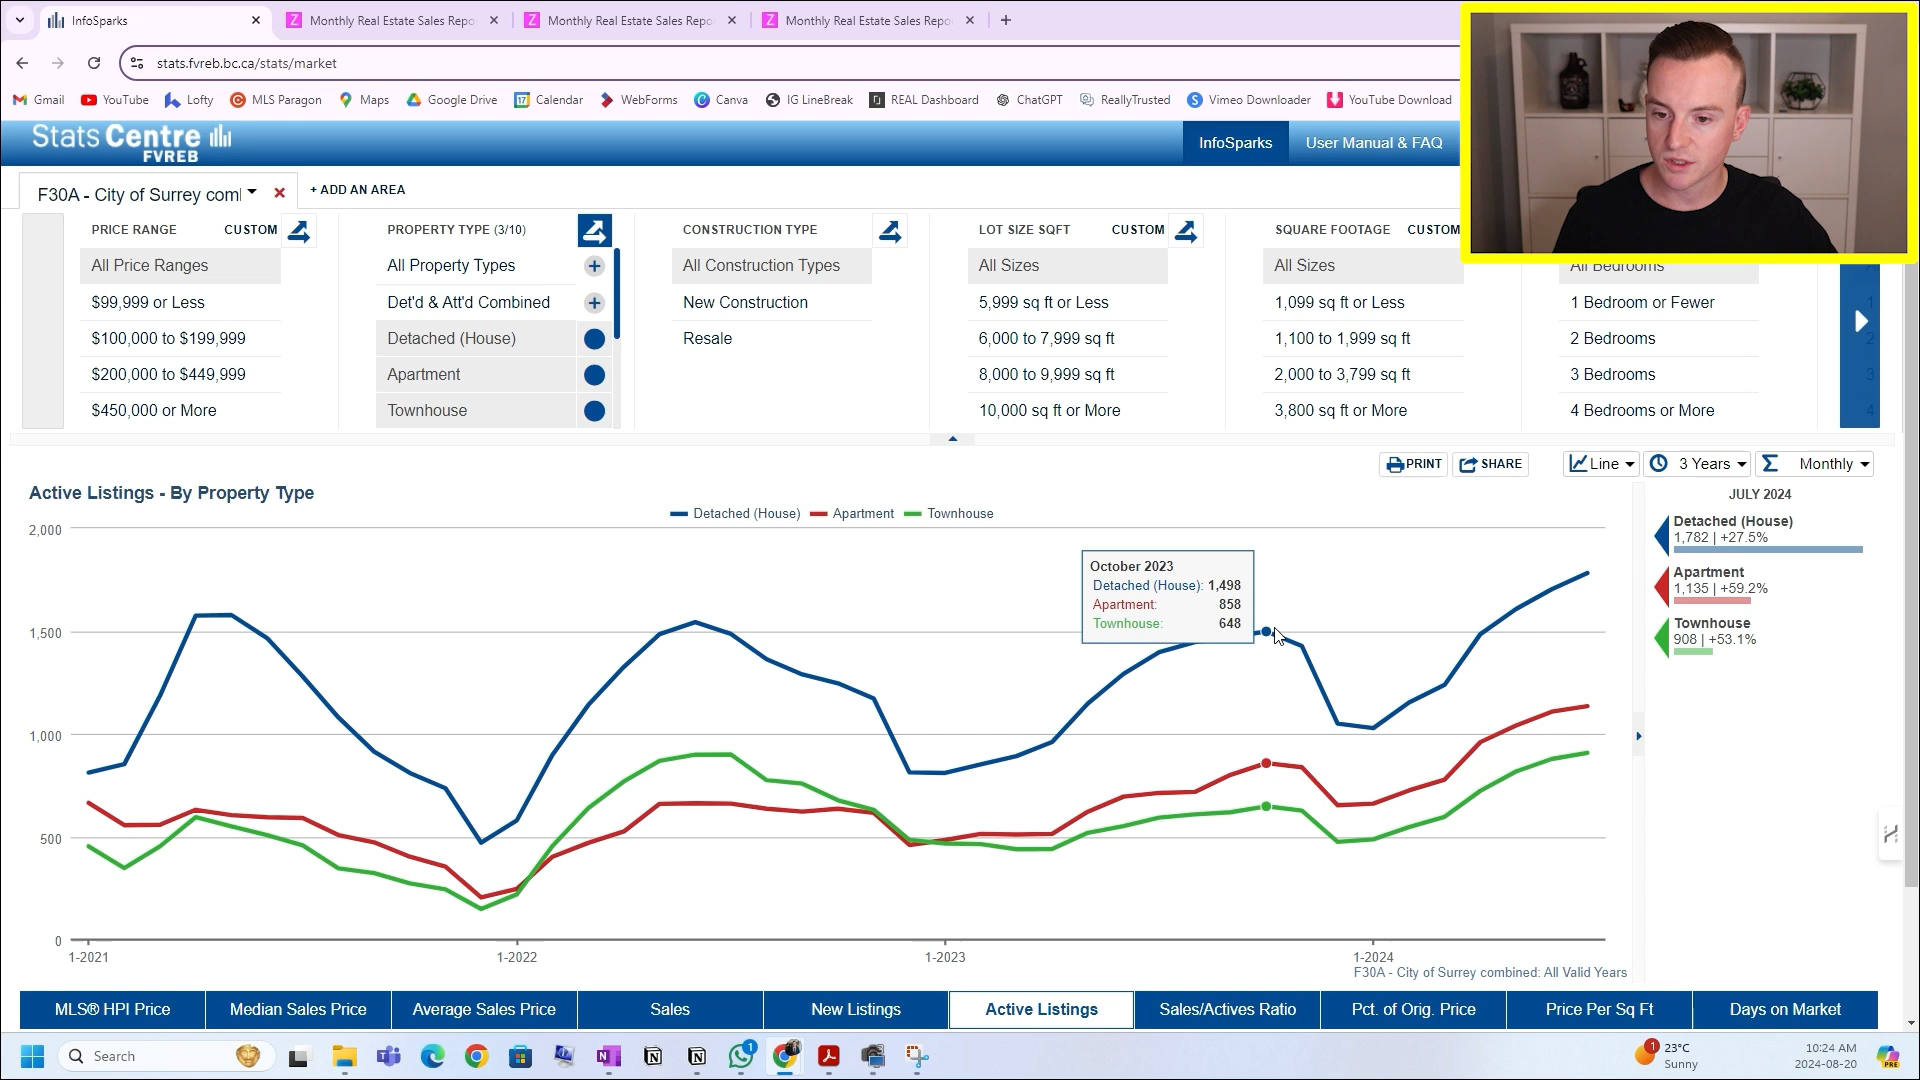 InfoSparks
Monthly Real Estate Sales Repo
Monthly Real Estate Sales Repo
Monthly Real Estate Sales Repo
stats.fvreb.bc.ca/stats/market
Gmail
YouTube
Lofty
MLS Paragon
Maps
Google Drive
Calendar
WebForms
Canva
IG LineBreak
REAL Dashboard
ChatGPT
ReallyTrusted
Vimeo Downloader
YouTube Download
Stats Centre
FVREB
InfoSparks
User Manual & FAQ
F30A - City of Surrey com
+ ADD AN AREA
PRICE RANGE CUSTOM
All Price Ranges
$99,999 or Less
$100,000 to $199,999
$200,000 to $449,999
$450,000 or More
PROPERTY TYPE (3/10)
All Property Types
Det'd & Att'd Combined
Detached (House)
Apartment
Townhouse
CONSTRUCTION TYPE
All Construction Types
New Construction
Resale
LOT SIZE SQFT CUSTOM
All Sizes
5,999 sq ft or Less
6,000 to 7,999 sq ft
8,000 to 9,999 sq ft
10,000 sq ft or More
SQUARE FOOTAGE CUSTOM
All Sizes
1,099 sq ft or Less
1,100 to 1,999 sq ft
2,000 to 3,799 sq ft
3,800 sq ft or More
All Bedrooms
1 Bedroom or Fewer
2 Bedrooms
3 Bedrooms
4 Bedrooms or More
PRINT
SHARE
Line
3 Years
Monthly
Active Listings - By Property Type
Detached (House) Apartment Townhouse
2,000
1,500
1,000
500
0
1-2021
1-2022
1-2023
1-2024
October 2023
Detached (House): 1,498
Apartment: 858
Townhouse: 648
JULY 2024
Detached (House)
1,782 | +27.5%
Apartment
1,135 | +59.2%
Townhouse
908 | +53.1%
F30A - City of Surrey combined: All Valid Years
MLS® HPI Price
Median Sales Price
Average Sales Price
Sales
New Listings
Active Listings
Sales/Actives Ratio
Pct. of Orig. Price
Price Per Sq Ft
Days on Market
Search
1
1
23°C
Sunny
10:24 AM
2024-08-20
PRE